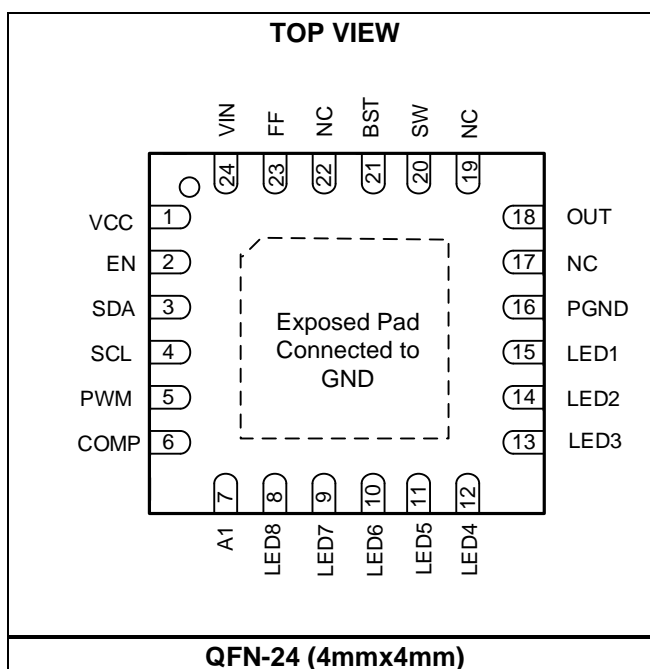 TOP VIEW
VIN FF NC BST SW NC
24 23 22 21 20 19
VCC 1 18 OUT
EN 2 17 NC
SDA 3 16 PGND
SCL 4 15 LED1
PWM 5 14 LED2
COMP 6 13 LED3
Exposed Pad
Connected to
GND
7 8 9 10 11 12
A1 LED8 LED7 LED6 LED5 LED4
QFN-24 (4mmx4mm)